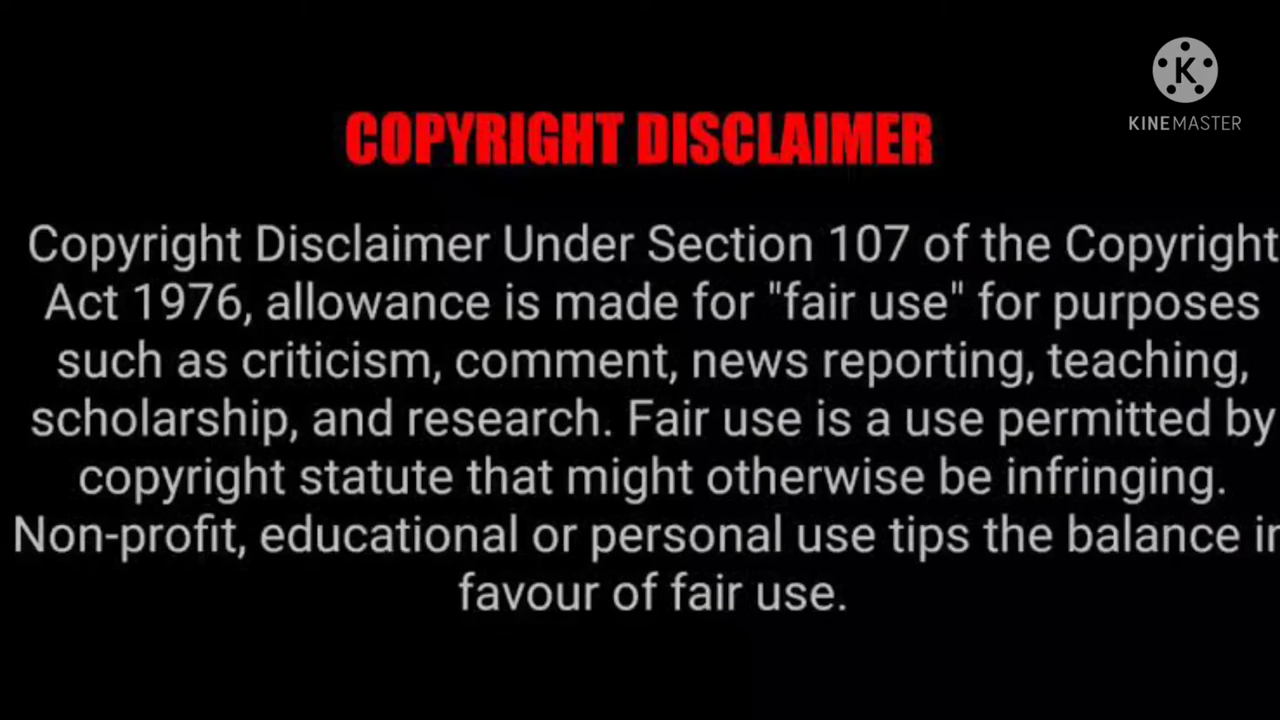 K
KINEMASTER
COPYRIGHT DISCLAIMER
Copyright Disclaimer Under Section 107 of the Copyright
Act 1976, allowance is made for "fair use" for purposes
such as criticism, comment, news reporting, teaching,
scholarship, and research. Fair use is a use permitted by
copyright statute that might otherwise be infringing.
Non-profit, educational or personal use tips the balance in
favour of fair use.